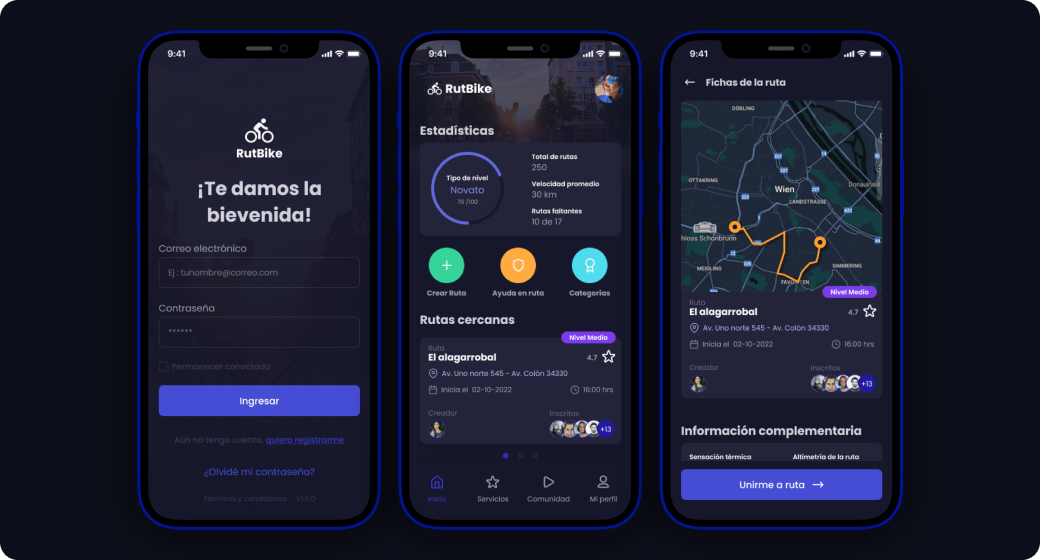 9:41
RutBike
¡Te damos la
bievenida!
Correo electrónico
Ej : tunombre@correo.com
Contraseña
******
Permanecer conectado
Ingresar
Aún no tengo cuenta, quiero registrarme
¿Olvidé mi contraseña?
Términos y condiciones V1.0.0
9:41
RutBike
Estadísticas
Tipo de nivel
Novato
76 /100
Total de rutas
250
Velocidad promedio
30 km
Rutas faltantes
10 de 17
Crear Ruta
Ayuda en ruta
Categorías
Rutas cercanas
Nivel Medio
Ruta
El alagarrobal
4.7
Av. Uno norte 545 - Av. Colón 34330
Inicia el 02-10-2022
16:00 hrs
Creador
Inscritos
+13
Inicio
Servicios
Comunidad
Mi perfil
9:41
Fichas de la ruta
DÖBLING
OTTAKRING
Wien
LANDSTRASSE
Donauinsel
hloss Schönbrunn
MEIDLING
FAVORITEN
SIMMERING
Nivel Medio
Ruta
El alagarrobal
4.7
Av. Uno norte 545 - Av. Colón 34330
Inicia el 02-10-2022
16:00 hrs
Creador
Inscritos
+13
Información complementaria
Sensación térmica
Altimetría de la ruta
Unirme a ruta